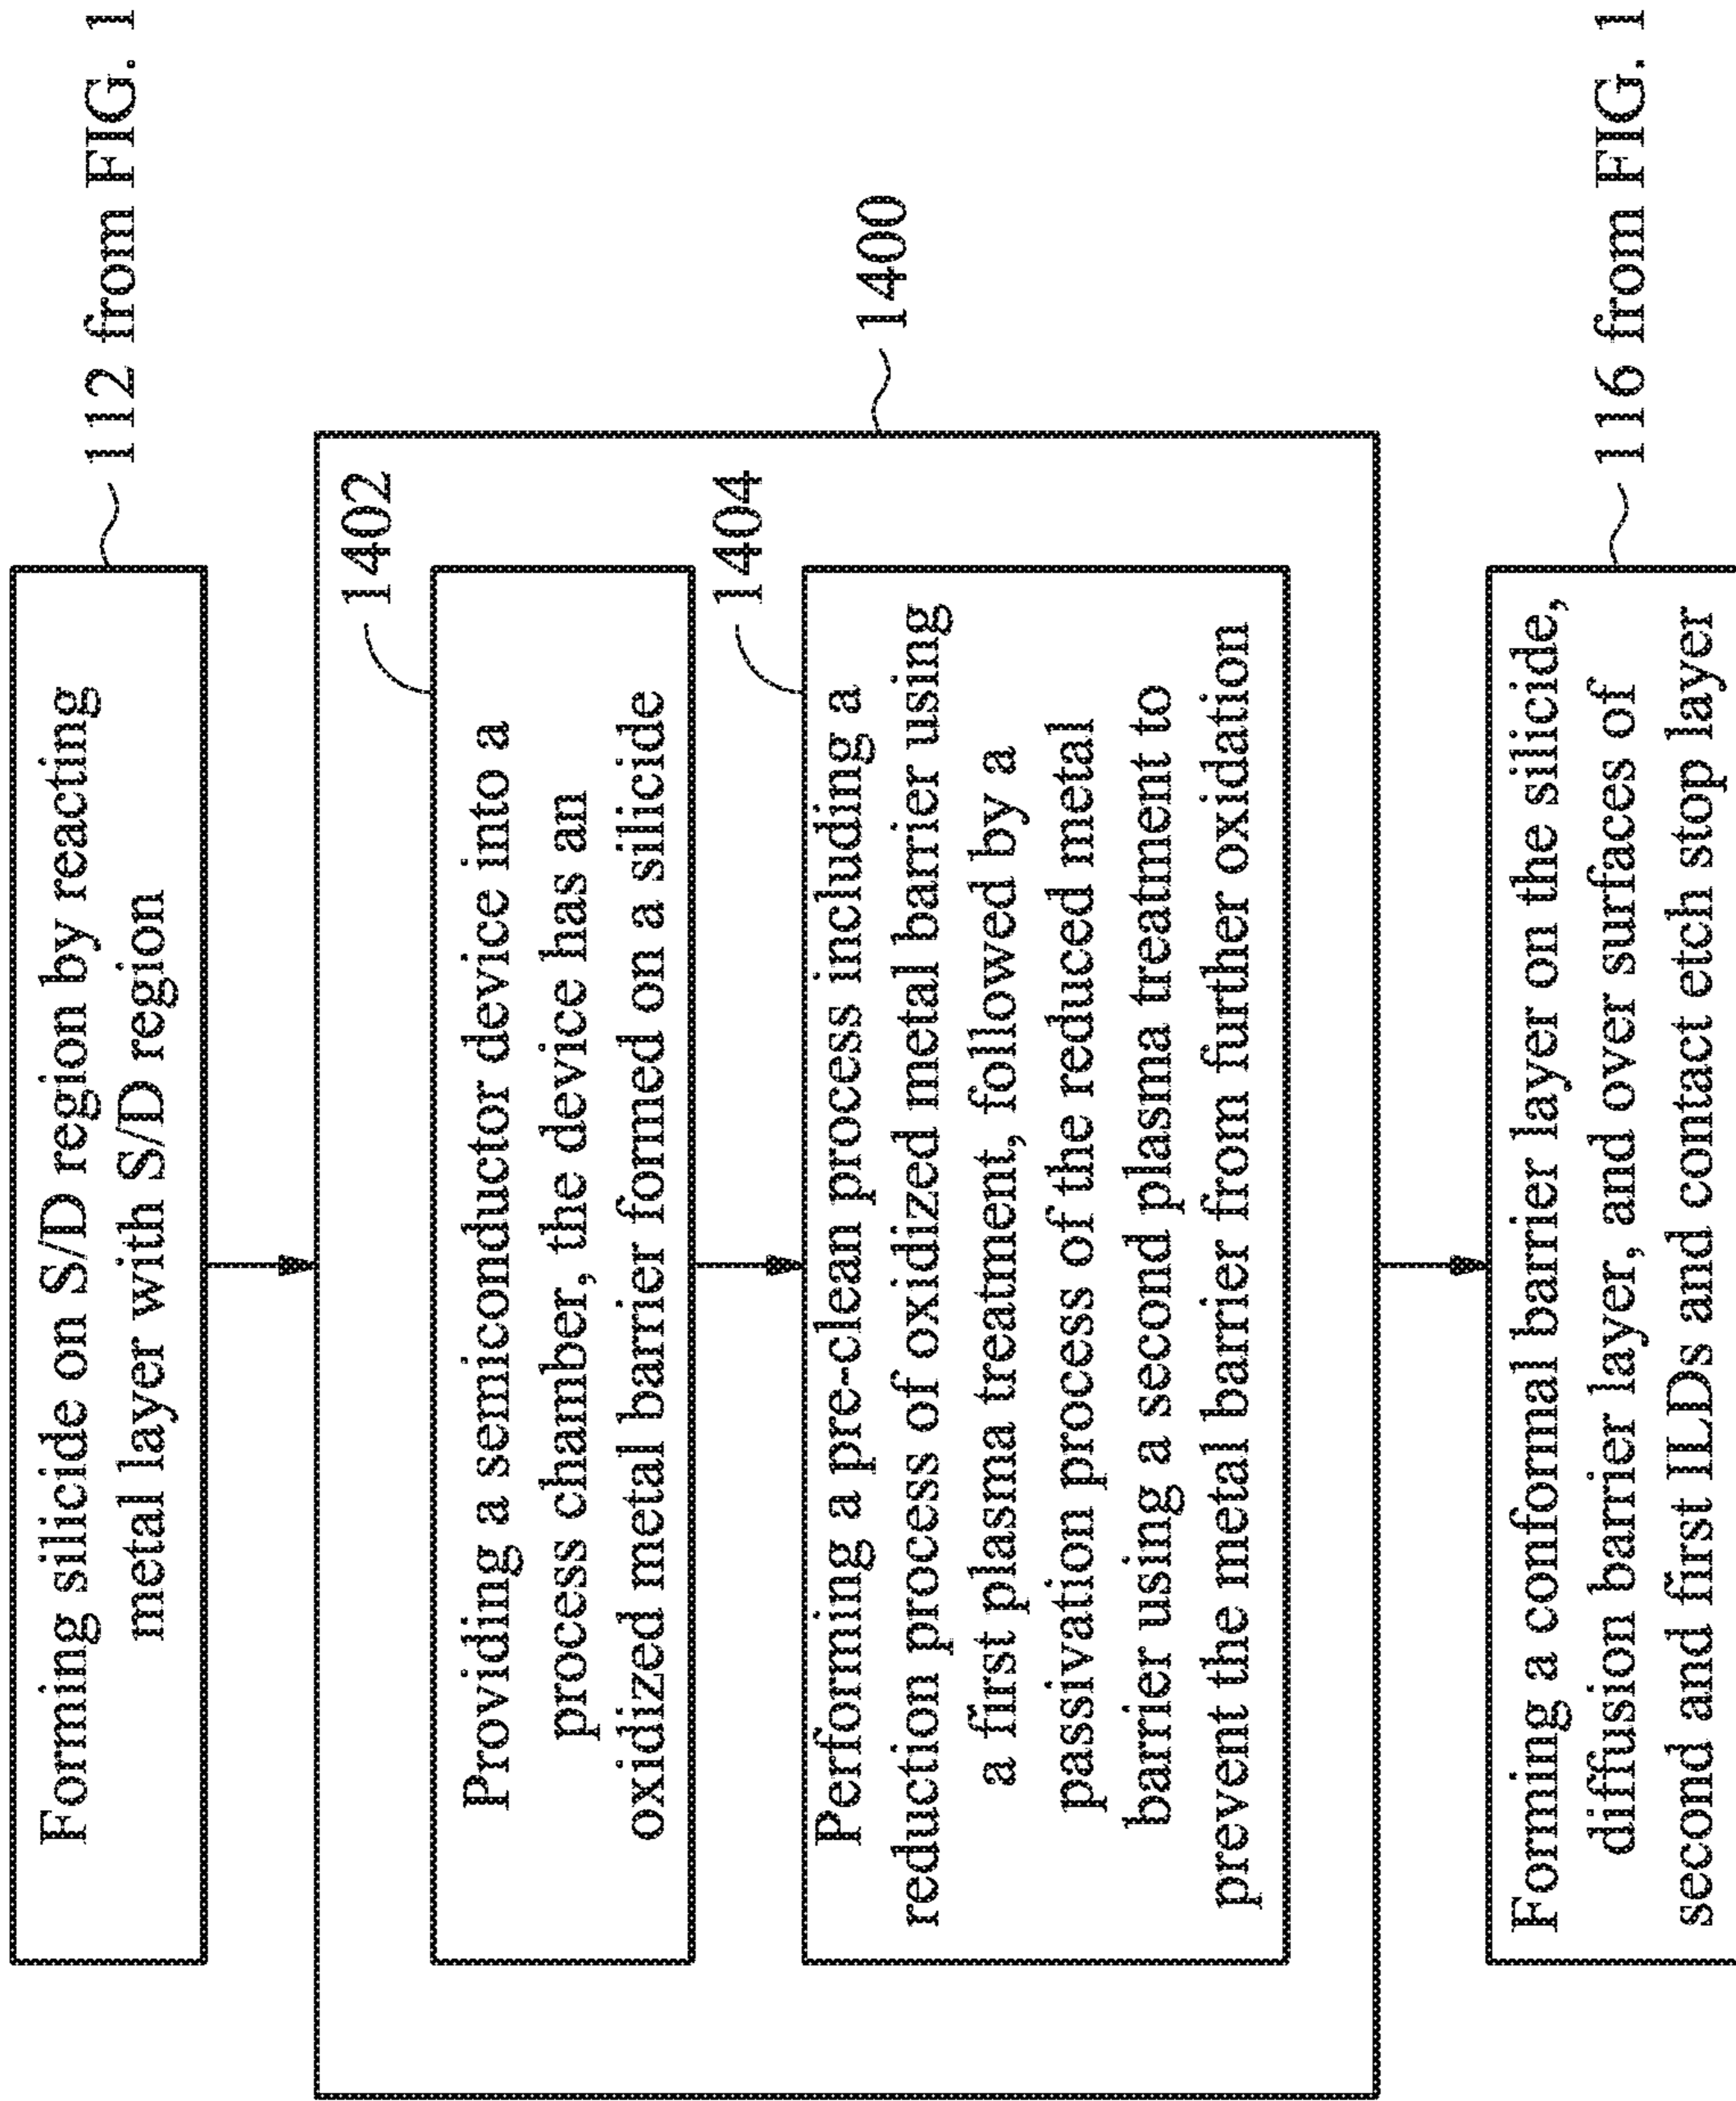 Forming silicide on S/D region by reacting
metal layer with S/D region
112 from FIG. 1
1400
1402
Providing a semiconductor device into a
process chamber, the device has an
oxidized metal barrier formed on a silicide
1404
Performing a pre-clean process including a
reduction process of oxidized metal barrier using
a first plasma treatment, followed by a
passivation process of the reduced metal
barrier using a second plasma treatment to
prevent the metal barrier from further oxidation
Forming a conformal barrier layer on the silicide,
diffusion barrier layer, and over surfaces of
second and first ILDs and contact etch stop layer
116 from FIG. 1